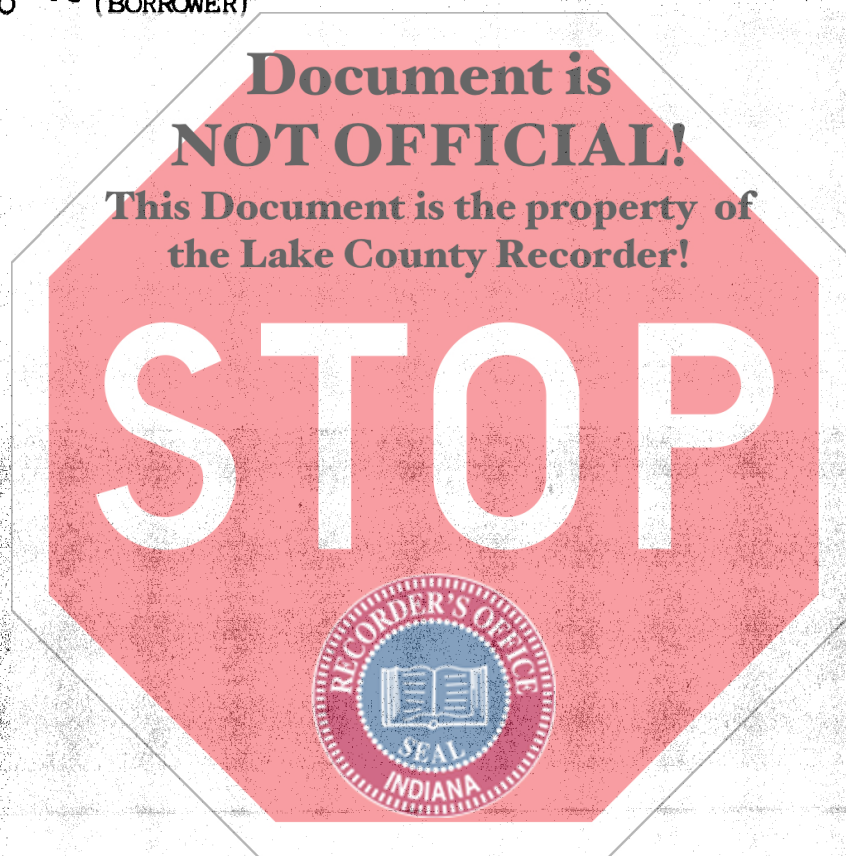 (BORROWER)
Document is
NOT OFFICIAL!
This Document is the property of
the Lake County Recorder!
STOP
RECORDER'S OFFICE
SEAL
INDIANA